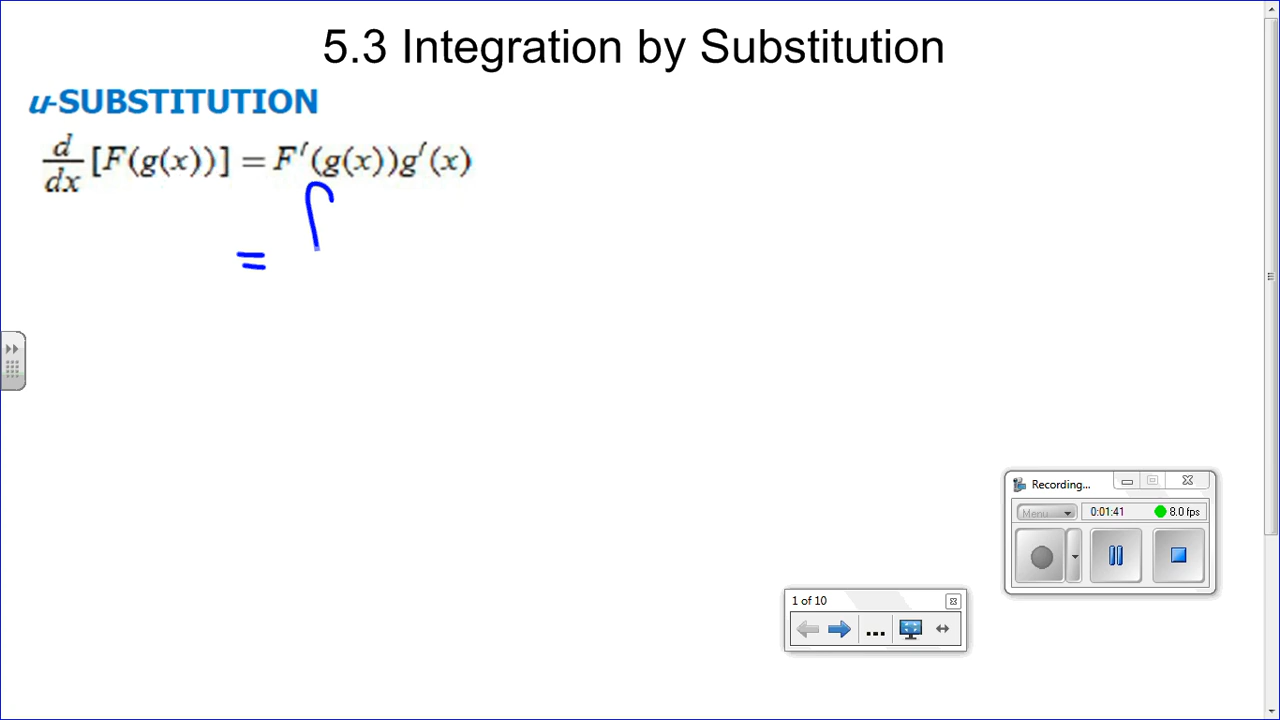 5.3 Integration by Substitution
u-SUBSTITUTION
d/dx [F(g(x))] = F′(g(x))g′(x)
= ∫
Recording...
Menu
0:01:41
8.0 fps
1 of 10
...